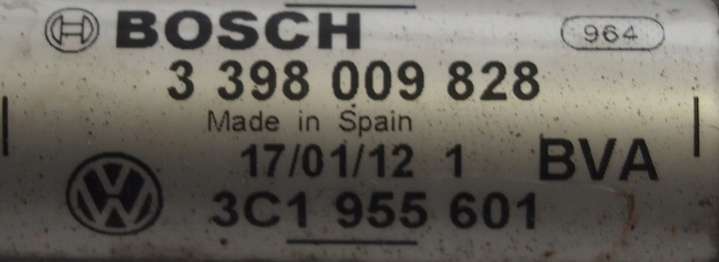 BOSCH 964
3 398 009 828
Made in Spain
17/01/12 1 BVA
3C1 955 601